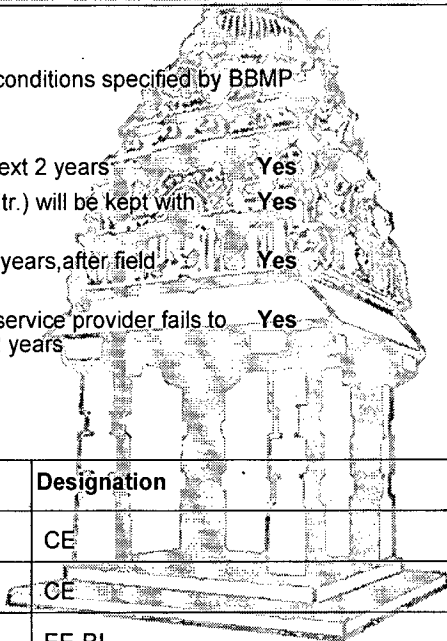 conditions specified by BBMP
ext 2 years Yes
tr.) will be kept with Yes
years,after field Yes
service provider fails to Yes
years
Designation
CE
CE
EE-RI